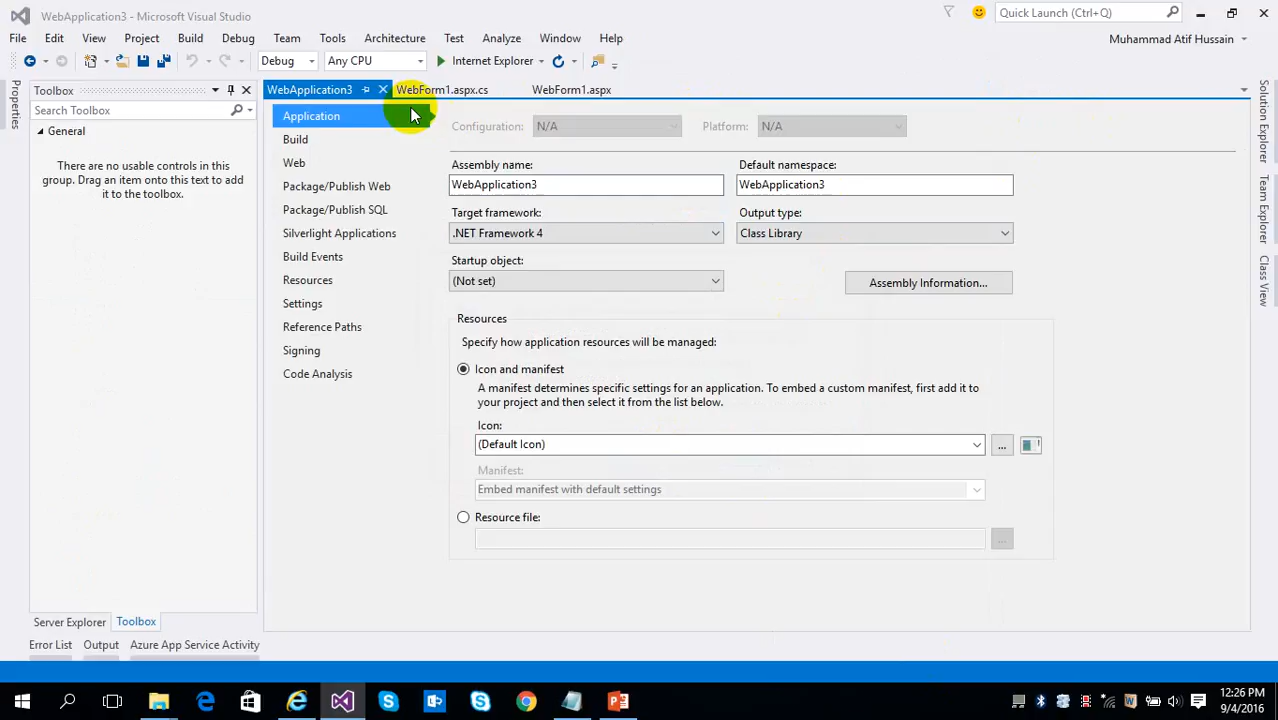 WebApplication3 - Microsoft Visual Studio
Quick Launch (Ctrl+Q)
File Edit View Project Build Debug Team Tools Architecture Test Analyze Window Help
Muhammad Atif Hussain
Debug Any CPU Internet Explorer
Properties
Toolbox
Search Toolbox
General
There are no usable controls in this
group. Drag an item onto this text to add
it to the toolbox.
Server Explorer Toolbox
WebApplication3 WebForm1.aspx.cs WebForm1.aspx
Application
Build
Web
Package/Publish Web
Package/Publish SQL
Silverlight Applications
Build Events
Resources
Settings
Reference Paths
Signing
Code Analysis
Configuration: N/A Platform: N/A
Assembly name: Default namespace:
WebApplication3 WebApplication3
Target framework: Output type:
.NET Framework 4 Class Library
Startup object:
(Not set) Assembly Information...
Resources
Specify how application resources will be managed:
Icon and manifest
A manifest determines specific settings for an application. To embed a custom manifest, first add it to
your project and then select it from the list below.
Icon:
(Default Icon) ...
Manifest:
Embed manifest with default settings
Resource file:
...
Solution Explorer
Team Explorer
Class View
Error List Output Azure App Service Activity
12:26 PM
9/4/2016